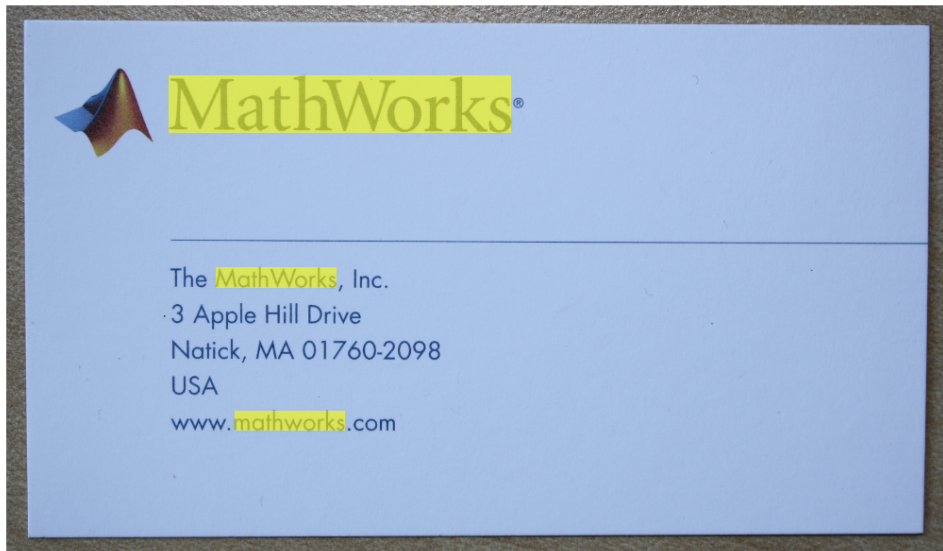 MathWorks®
The MathWorks, Inc.
3 Apple Hill Drive
Natick, MA 01760-2098
USA
www.mathworks.com